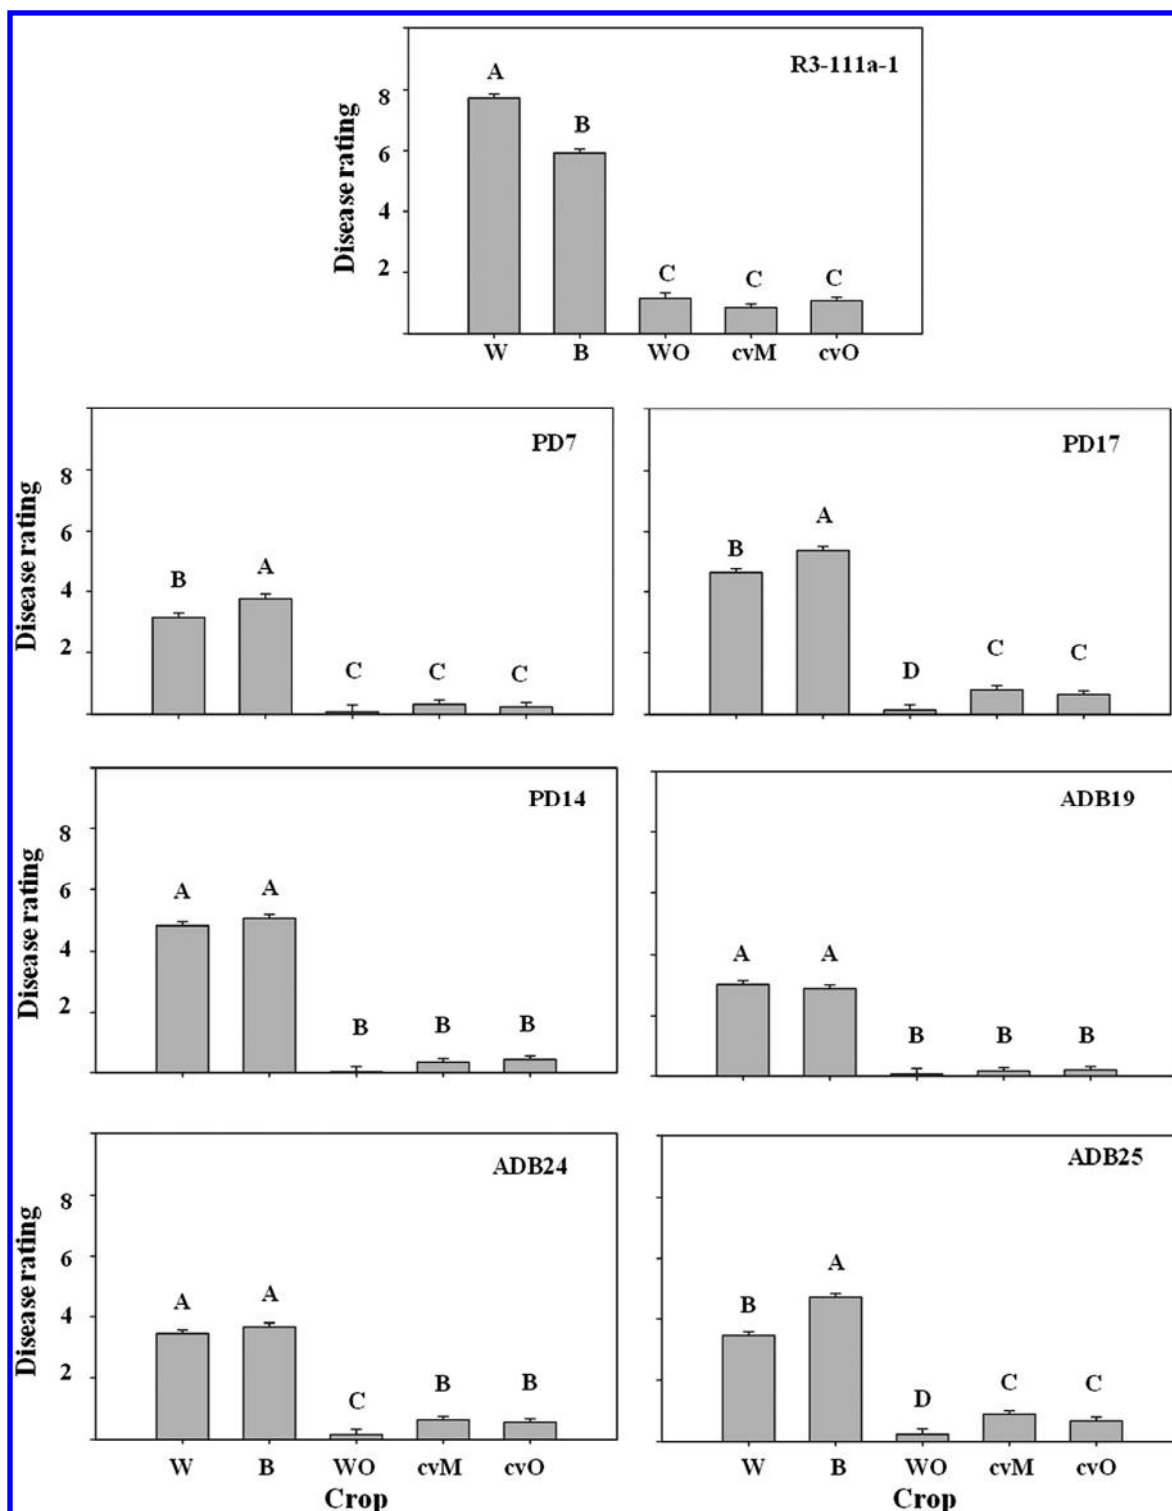 R3-111a-1
Disease rating
8
6
4
2
A
B
C
C
C
W B WO cvM cvO
PD7
Disease rating
8
6
4
2
B
A
C
C
C
PD17
B
A
D
C
C
PD14
Disease rating
8
6
4
2
A
A
B
B
B
ADB19
A
A
B
B
B
ADB24
Disease rating
8
6
4
2
A
A
C
B
B
W B WO cvM cvO
Crop
ADB25
B
A
D
C
C
W B WO cvM cvO
Crop